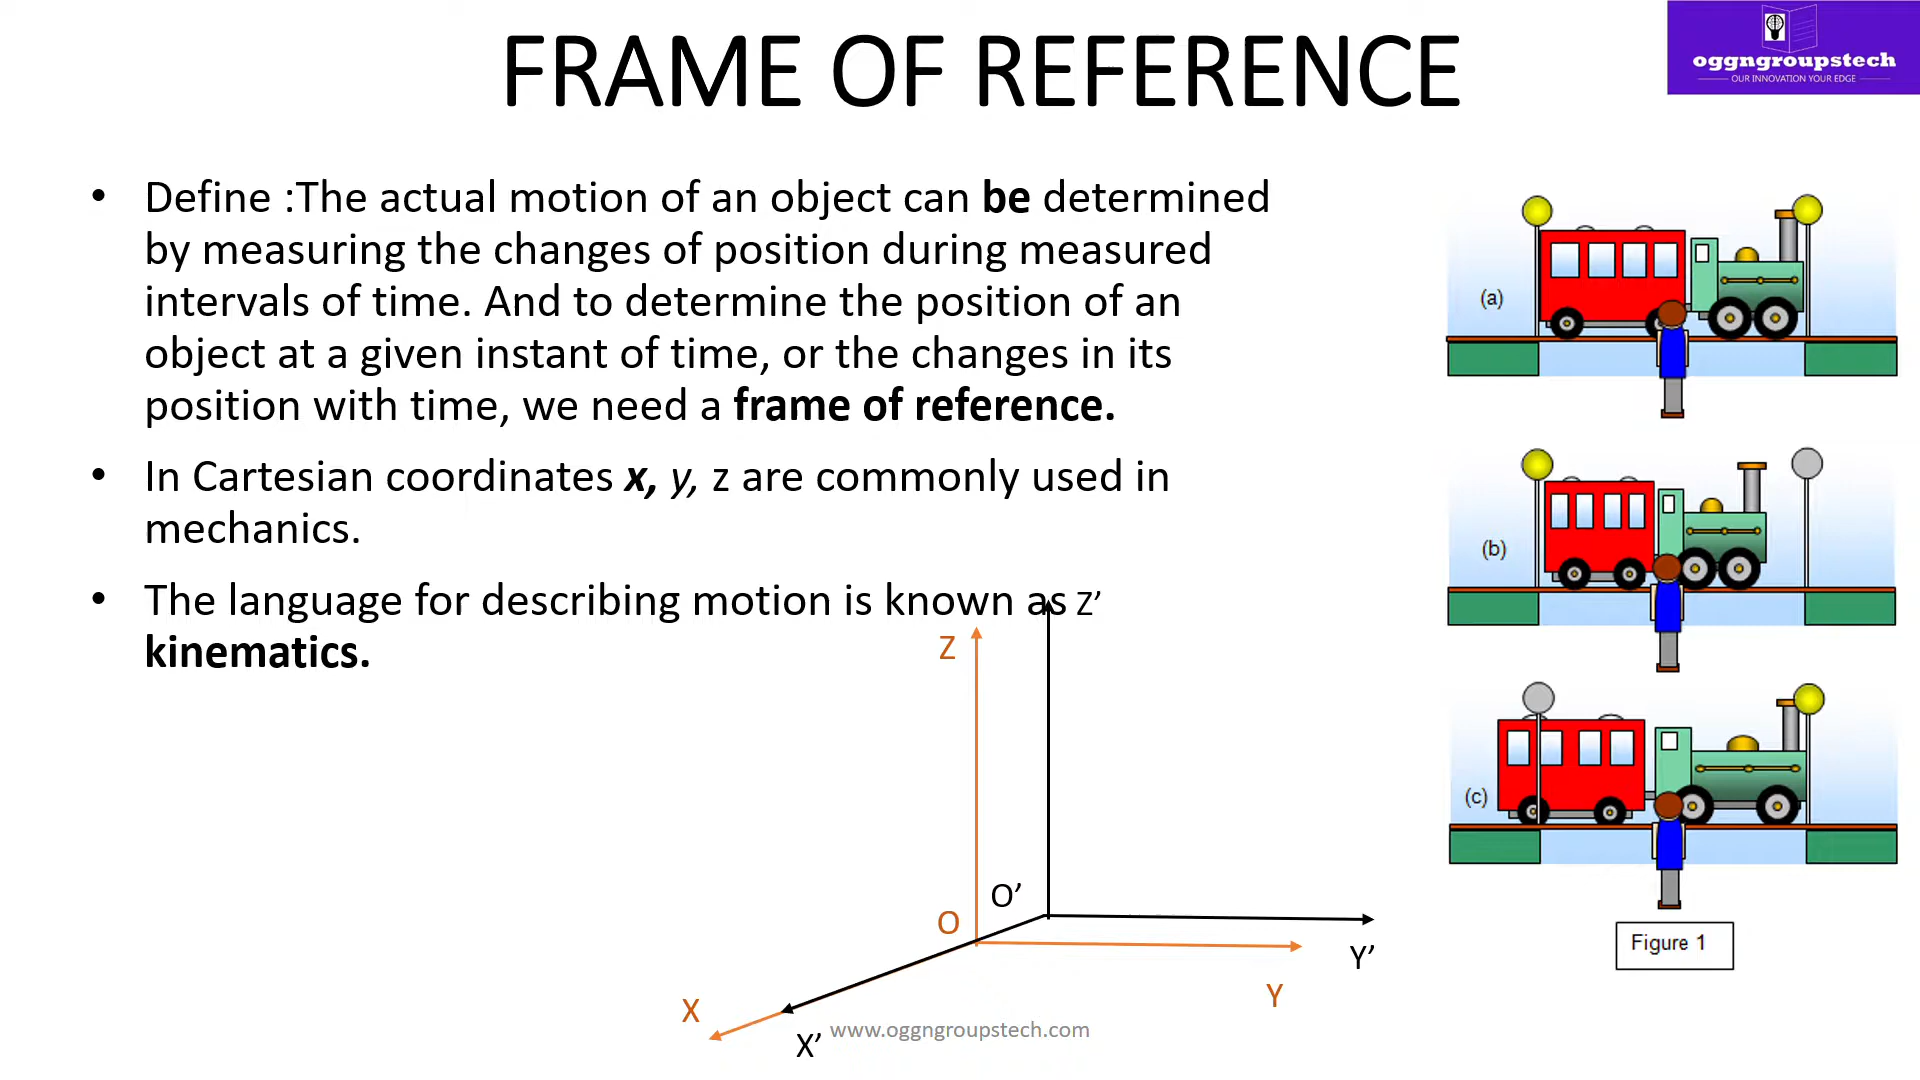 FRAME OF REFERENCE
oggngroupstech
OUR INNOVATION YOUR EDGE
• Define :The actual motion of an object can be determined
by measuring the changes of position during measured
intervals of time. And to determine the position of an
object at a given instant of time, or the changes in its
position with time, we need a frame of reference.
• In Cartesian coordinates x, y, z are commonly used in
mechanics.
• The language for describing motion is known as
kinematics.
Z’
Z
O’
O
Y’
Y
X
X’
www.oggngroupstech.com
(a)
(b)
(c)
Figure 1